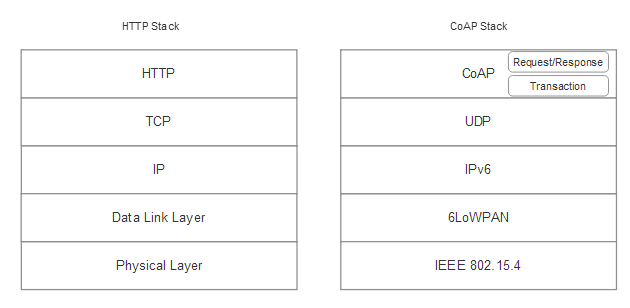 HTTP Stack
HTTP
TCP
IP
Data Link Layer
Physical Layer
CoAP Stack
CoAP
Request/Response
Transaction
UDP
IPv6
6LoWPAN
IEEE 802.15.4